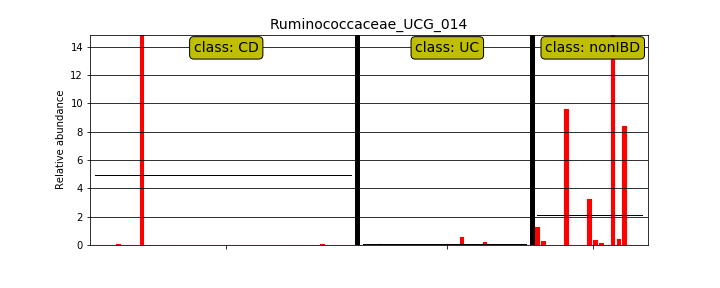 Ruminococcaceae_UCG_014
class: CD
class: UC
class: nonIBD
Relative abundance
14
12
10
8
6
4
2
0